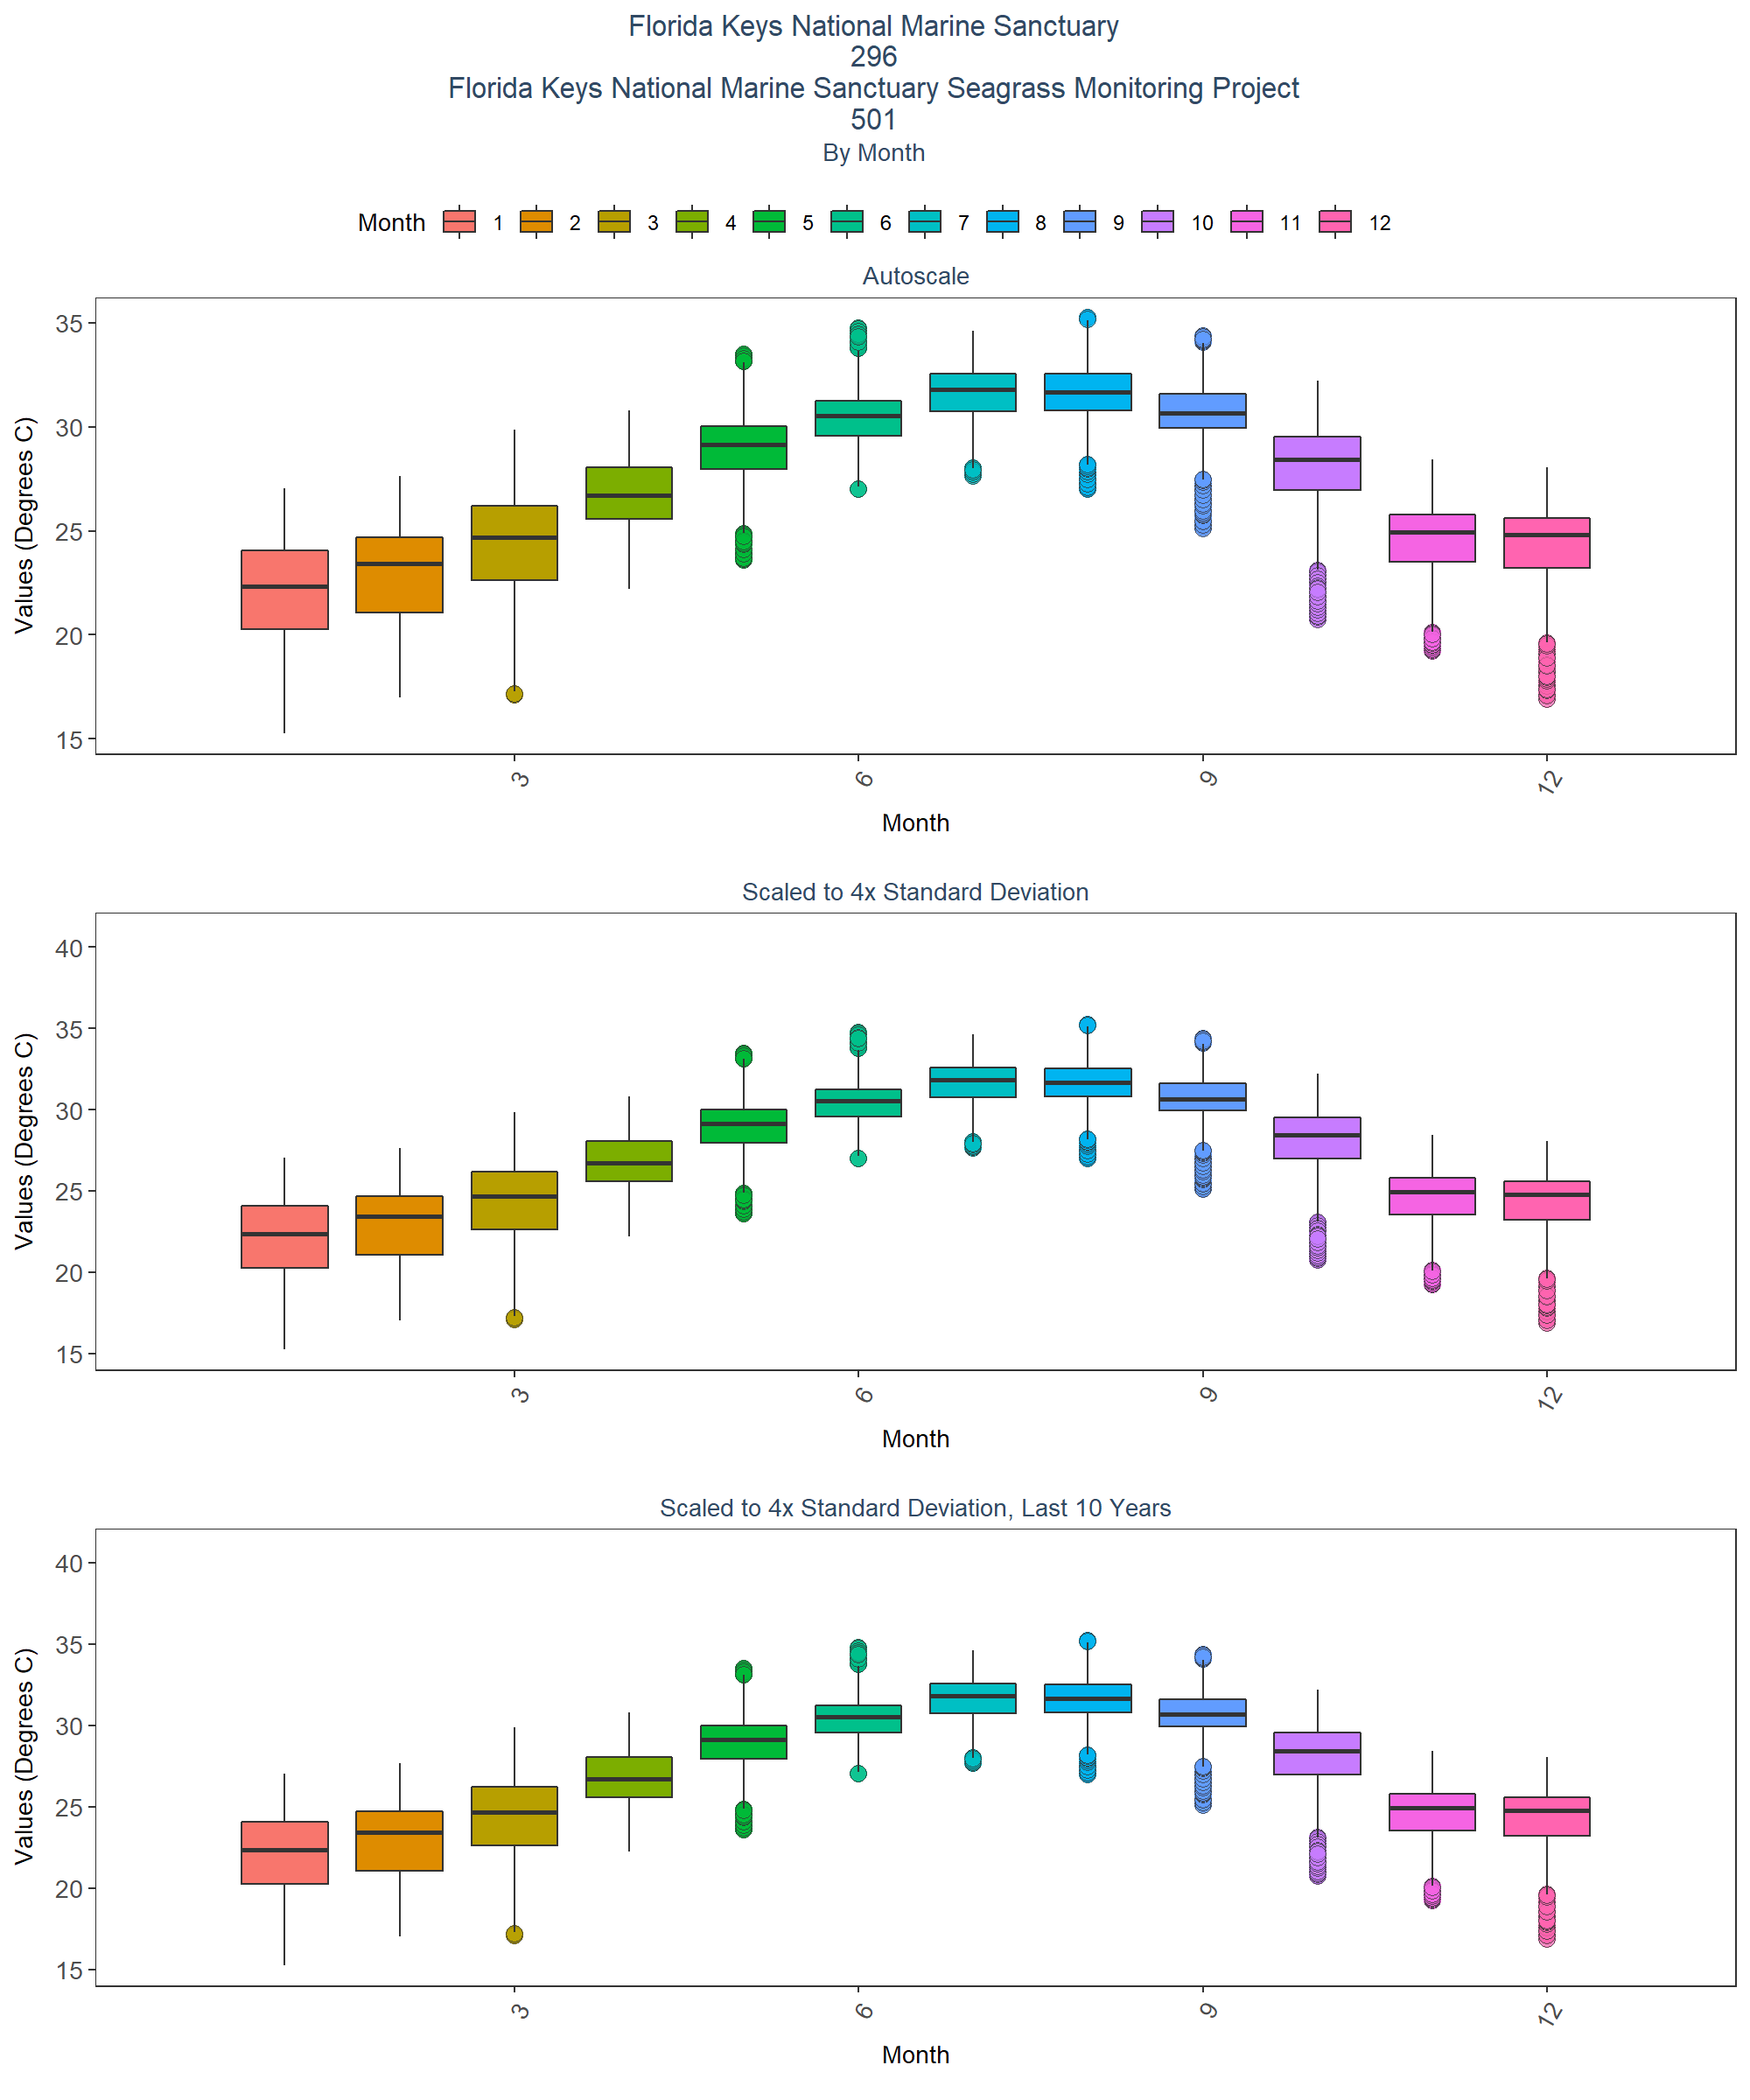 Florida Keys National Marine Sanctuary
296
Florida Keys National Marine Sanctuary Seagrass Monitoring Project
501
By Month
Month 1 2 3 4 5 6 7 8 9 10 11 12
Autoscale
Values (Degrees C)
35
30
25
20
15
3 6 9 12
Month
Scaled to 4x Standard Deviation
Values (Degrees C)
40
35
30
25
20
15
3 6 9 12
Month
Scaled to 4x Standard Deviation, Last 10 Years
Values (Degrees C)
40
35
30
25
20
15
3 6 9 12
Month